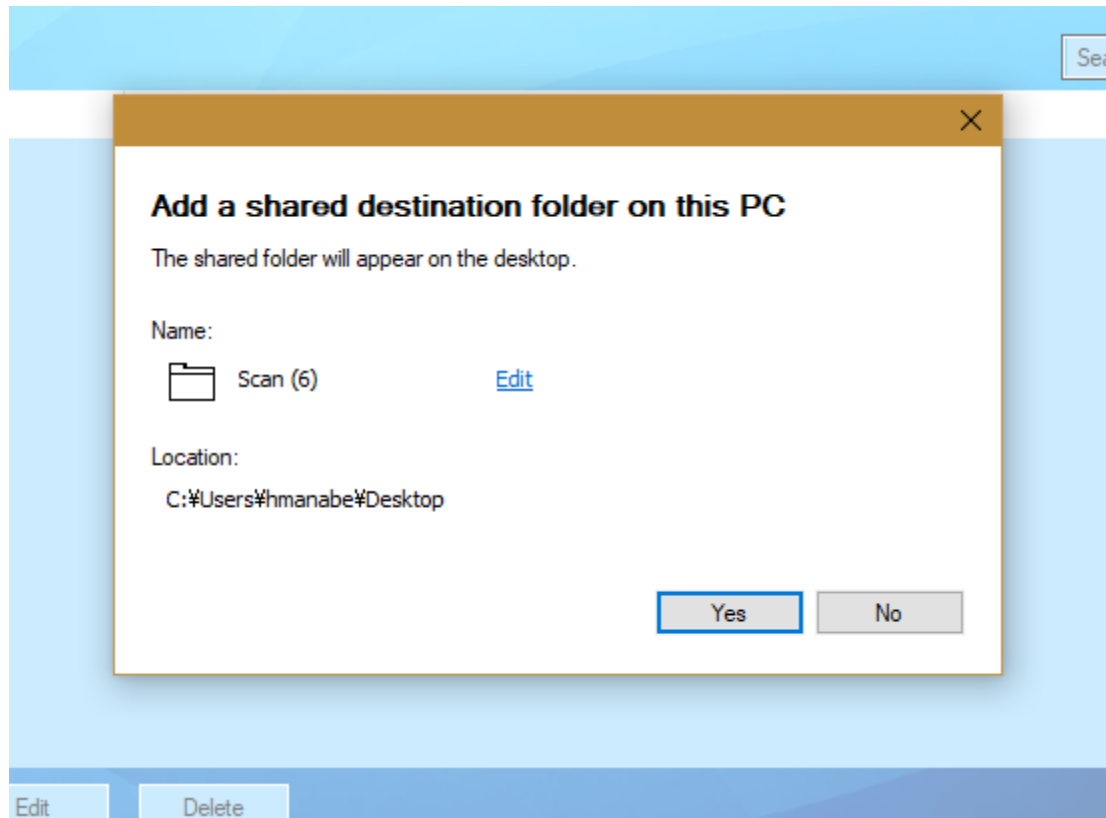 Sea
Add a shared destination folder on this PC
The shared folder will appear on the desktop.
Name:
Scan (6) Edit
Location:
C:¥Users¥hmanabe¥Desktop
Yes No
Edit Delete